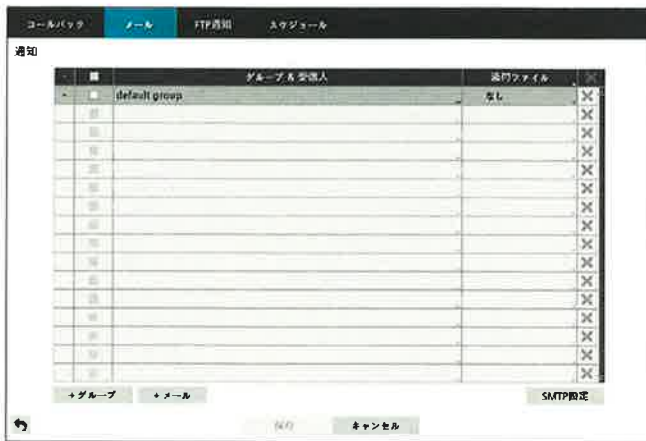 コールバック メール FTP通知 スケジュール
通知
グループ & 受信人 添付ファイル
default group なし
+ グループ + メール SMTP設定
キャンセル